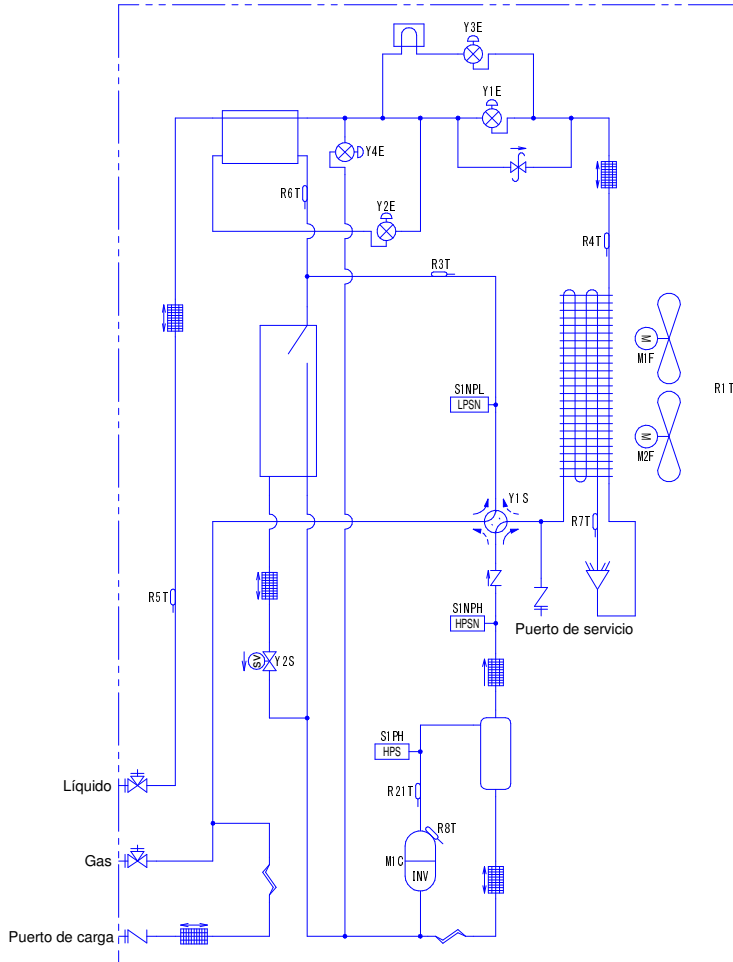 Y3E
Y1E
Y4E
R6T
Y2E
R4T
R3T
M
M1F
R1T
S1NPL
LPSN
M
M2F
Y1S
R7T
R5T
S1NPH
HPSN
Puerto de servicio
SV
Y2S
S1PH
HPS
Líquido
R21T
R8T
Gas
M1C
INV
Puerto de carga